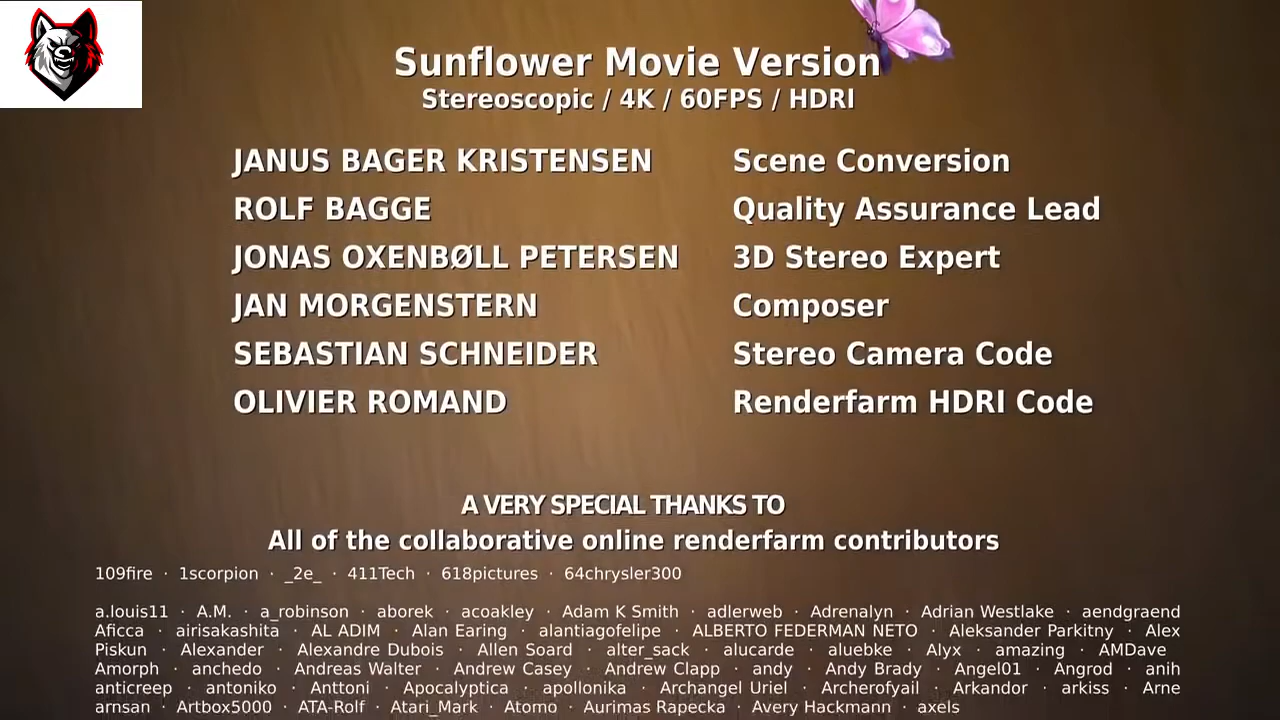 Sunflower Movie Version
Stereoscopic / 4K / 60FPS / HDRI
JANUS BAGER KRISTENSEN Scene Conversion
ROLF BAGGE Quality Assurance Lead
JONAS OXENBØLL PETERSEN 3D Stereo Expert
JAN MORGENSTERN Composer
SEBASTIAN SCHNEIDER Stereo Camera Code
OLIVIER ROMAND Renderfarm HDRI Code
A VERY SPECIAL THANKS TO
All of the collaborative online renderfarm contributors
109fire · 1scorpion · _2e_ · 411Tech · 618pictures · 64chrysler300
a.louis11 · A.M. · a_robinson · aborek · acoakley · Adam K Smith · adlerweb · Adrenalyn · Adrian Westlake · aendgraend
Aficca · airisakashita · AL ADIM · Alan Earing · alantiagofelipe · ALBERTO FEDERMAN NETO · Aleksander Parkitny · Alex
Piskun · Alexander · Alexandre Dubois · Allen Soard · alter_sack · alucarde · aluebke · Alyx · amazing · AMDave
Amorph · anchedo · Andreas Walter · Andrew Casey · Andrew Clapp · andy · Andy Brady · Angel01 · Angrod · anih
anticreep · antoniko · Anttoni · Apocalyptica · apollonika · Archangel Uriel · Archerofyail · Arkandor · arkiss · Arne
arnsan · Artbox5000 · ATA-Rolf · Atari_Mark · Atomo · Aurimas Rapecka · Avery Hackmann · axels